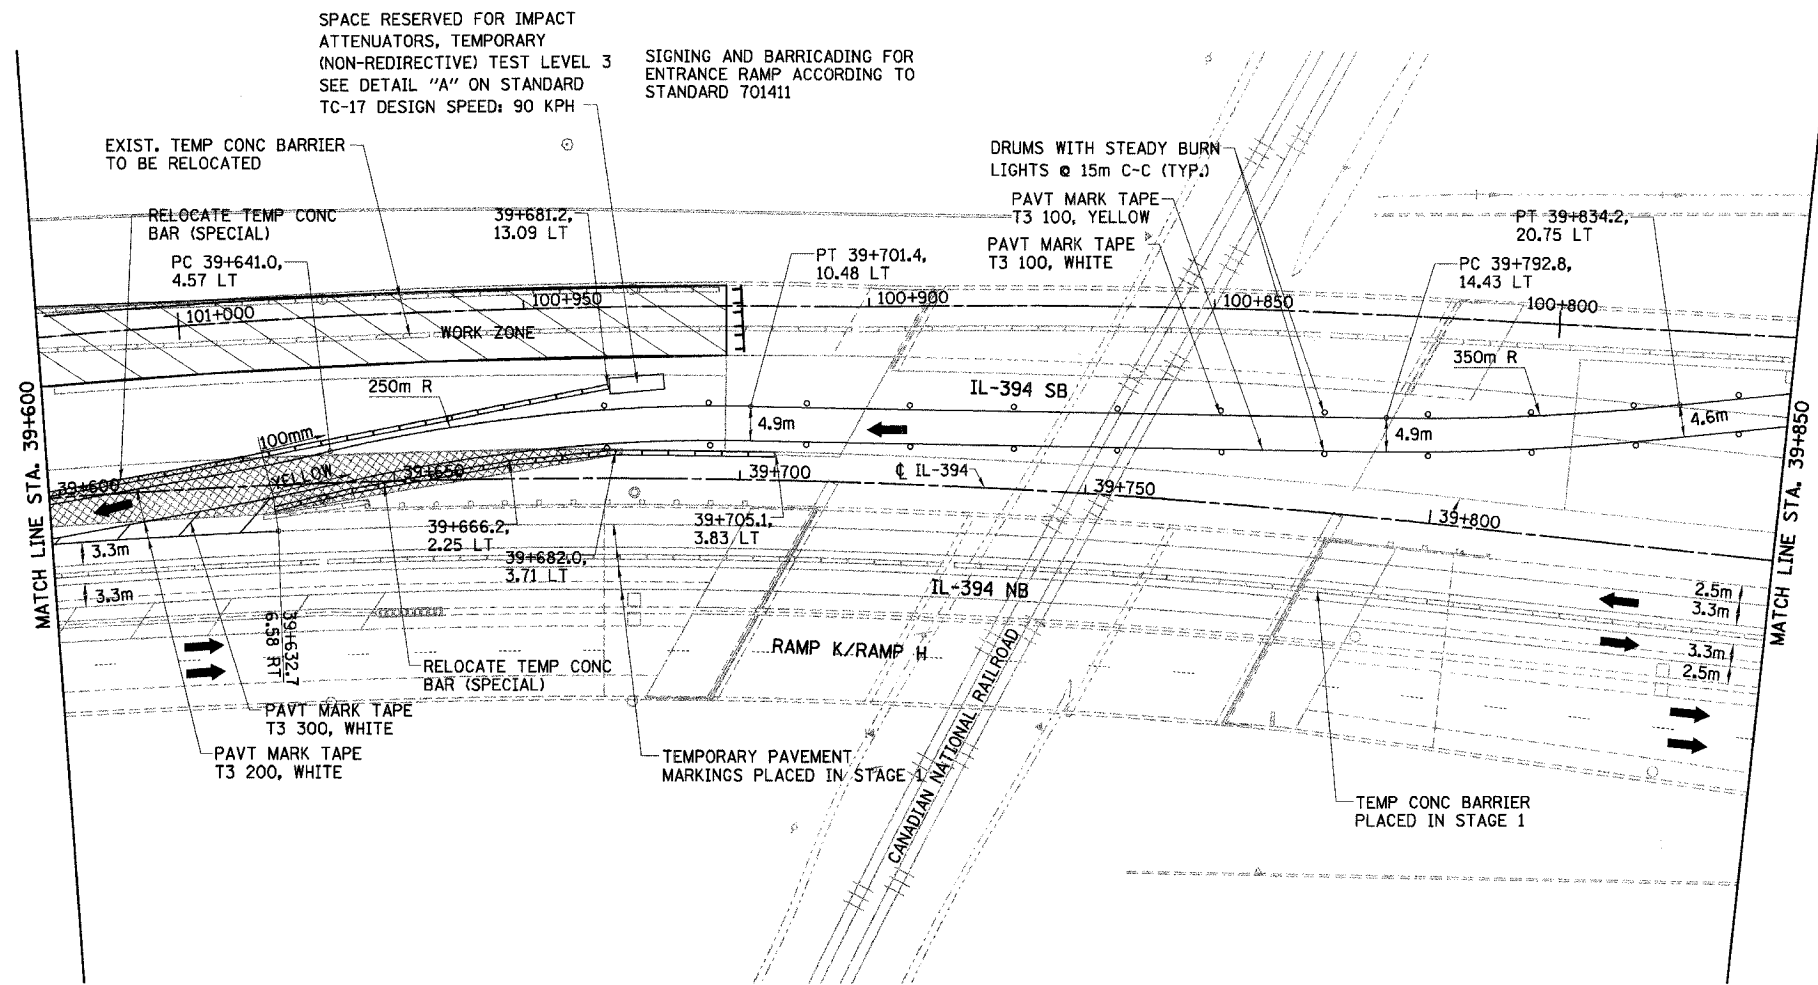 SPACE RESERVED FOR IMPACT
ATTENUATORS, TEMPORARY
(NON-REDIRECTIVE) TEST LEVEL 3
SEE DETAIL "A" ON STANDARD
TC-17 DESIGN SPEED: 90 KPH
SIGNING AND BARRICADING FOR
ENTRANCE RAMP ACCORDING TO
STANDARD 701411
EXIST. TEMP CONC BARRIER
TO BE RELOCATED
DRUMS WITH STEADY BURN
LIGHTS @ 15m C-C (TYP.)
RELOCATE TEMP CONC
BAR (SPECIAL)
39+681.2,
13.09 LT
PAVT MARK TAPE
T3 100, YELLOW
PT 39+834.2,
20.75 LT
PC 39+641.0,
4.57 LT
PT 39+701.4,
10.48 LT
PAVT MARK TAPE
T3 100, WHITE
PC 39+792.8,
14.43 LT
101+000
100+950
100+900
100+850
100+800
WORK ZONE
250m R
350m R
IL-394 SB
100mm
4.9m
4.9m
4.6m
MATCH LINE STA. 39+600
MATCH LINE STA. 39+850
39+600
YELLOW
39+650
39+700
℄ IL-394
39+750
39+800
39+666.2,
2.25 LT
39+705.1,
3.83 LT
39+682.0,
3.71 LT
3.3m
3.3m
IL-394 NB
2.5m
3.3m
3.3m
2.5m
39+632.7
6.58 RT
RAMP K/RAMP H
RELOCATE TEMP CONC
BAR (SPECIAL)
PAVT MARK TAPE
T3 300, WHITE
PAVT MARK TAPE
T3 200, WHITE
TEMPORARY PAVEMENT
MARKINGS PLACED IN STAGE 1
CANADIAN NATIONAL RAILROAD
TEMP CONC BARRIER
PLACED IN STAGE 1